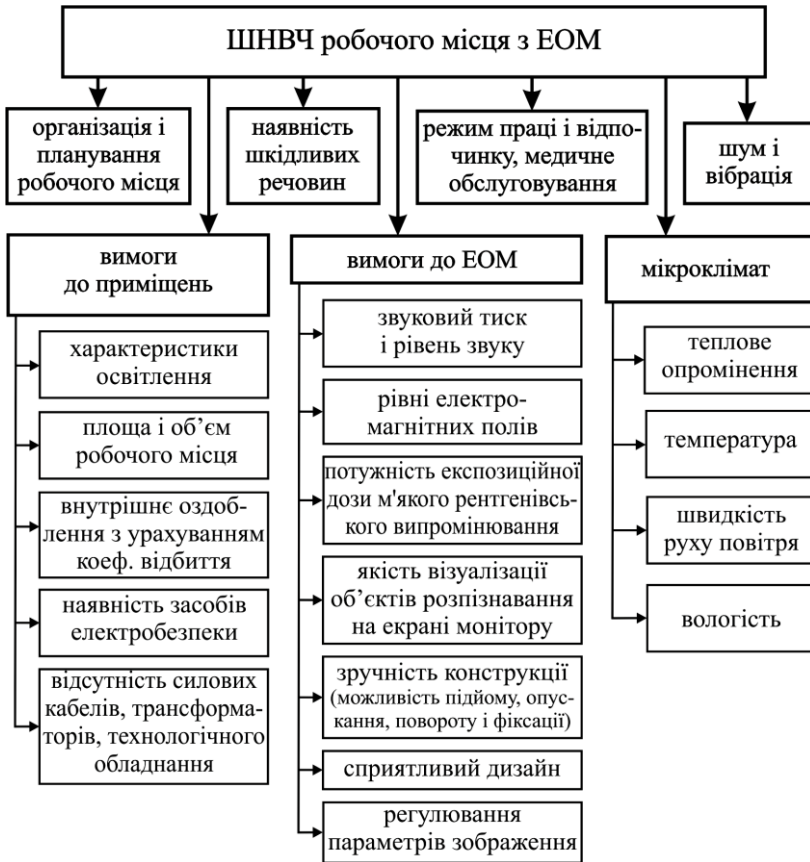 ШНВЧ робочого місця з ЕОМ
організація і
планування
робочого місця
наявність
шкідливих
речовин
режим праці і відпо-
чинку, медичне
обслуговування
шум і
вібрація
вимоги
до приміщень
характеристики
освітлення
площа і об’єм
робочого місця
внутрішнє оздоб-
лення з урахуванням
коеф. відбиття
наявність засобів
електробезпеки
відсутність силових
кабелів, трансформа-
торів, технологічного
обладнання
вимоги до ЕОМ
звуковий тиск
і рівень звуку
рівні електро-
магнітних полів
потужність експозиційної
дози м'якого рентгенівсь-
кого випромінювання
якість візуалізації
об’єктів розпізнавання
на екрані монітору
зручність конструкції
(можливість підйому, опус-
кання, повороту і фіксації)
сприятливий дизайн
регулювання
параметрів зображення
мікроклімат
теплове
опромінення
температура
швидкість
руху повітря
вологість